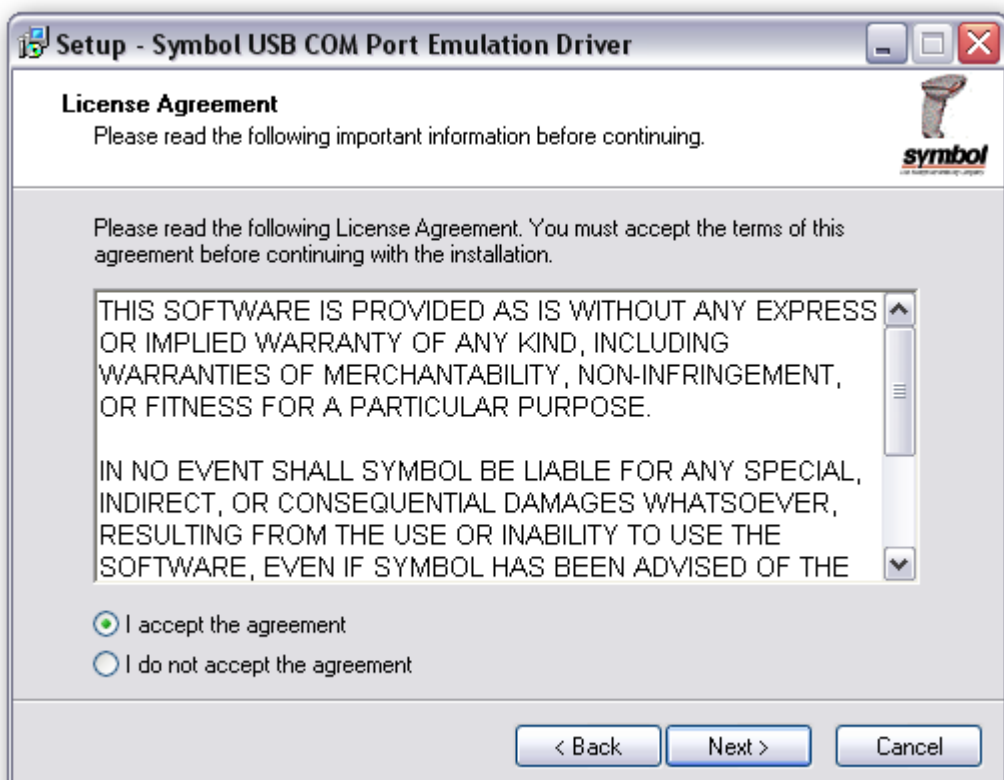 Setup - Symbol USB COM Port Emulation Driver
License Agreement
Please read the following important information before continuing.
symbol
Please read the following License Agreement. You must accept the terms of this
agreement before continuing with the installation.
THIS SOFTWARE IS PROVIDED AS IS WITHOUT ANY EXPRESS
OR IMPLIED WARRANTY OF ANY KIND, INCLUDING
WARRANTIES OF MERCHANTABILITY, NON-INFRINGEMENT,
OR FITNESS FOR A PARTICULAR PURPOSE.
IN NO EVENT SHALL SYMBOL BE LIABLE FOR ANY SPECIAL,
INDIRECT, OR CONSEQUENTIAL DAMAGES WHATSOEVER,
RESULTING FROM THE USE OR INABILITY TO USE THE
SOFTWARE, EVEN IF SYMBOL HAS BEEN ADVISED OF THE
I accept the agreement
I do not accept the agreement
< Back Next > Cancel